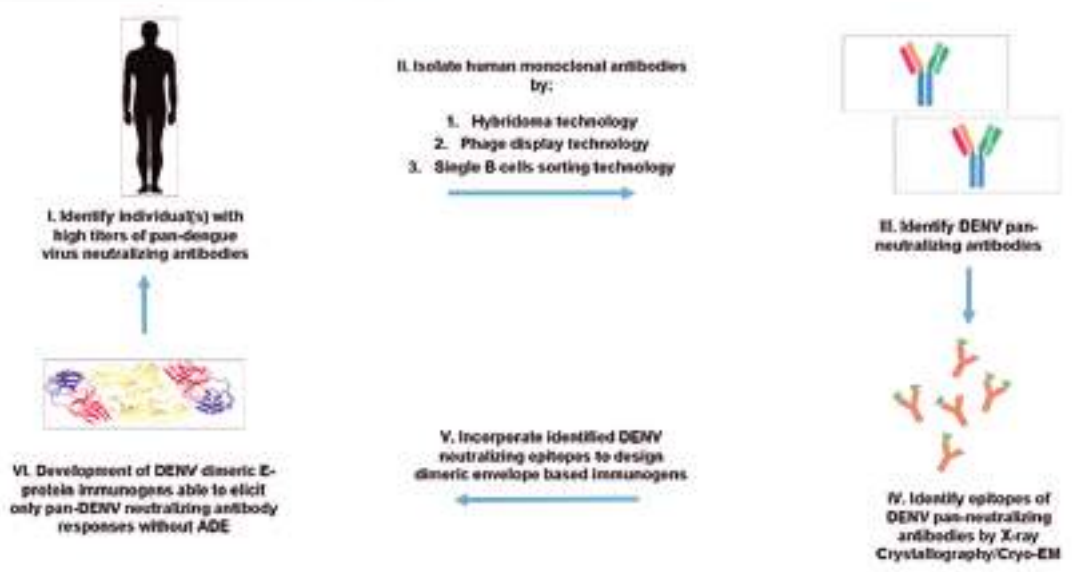 I. Identify individual(s) with
high titers of pan-dengue
virus neutralizing antibodies
II. Isolate human monoclonal antibodies
by:
1. Hybridoma technology
2. Phage display technology
3. Single B cells sorting technology
III. Identify DENV pan-
neutralizing antibodies
IV. Identify epitopes of
DENV pan-neutralizing
antibodies by X-ray
Crystallography/Cryo-EM
V. Incorporate identified DENV
neutralizing epitopes to design
dimeric envelope based immunogens
VI. Development of DENV dimeric E-
protein immunogens able to elicit
only pan-DENV neutralizing antibody
responses without ADE